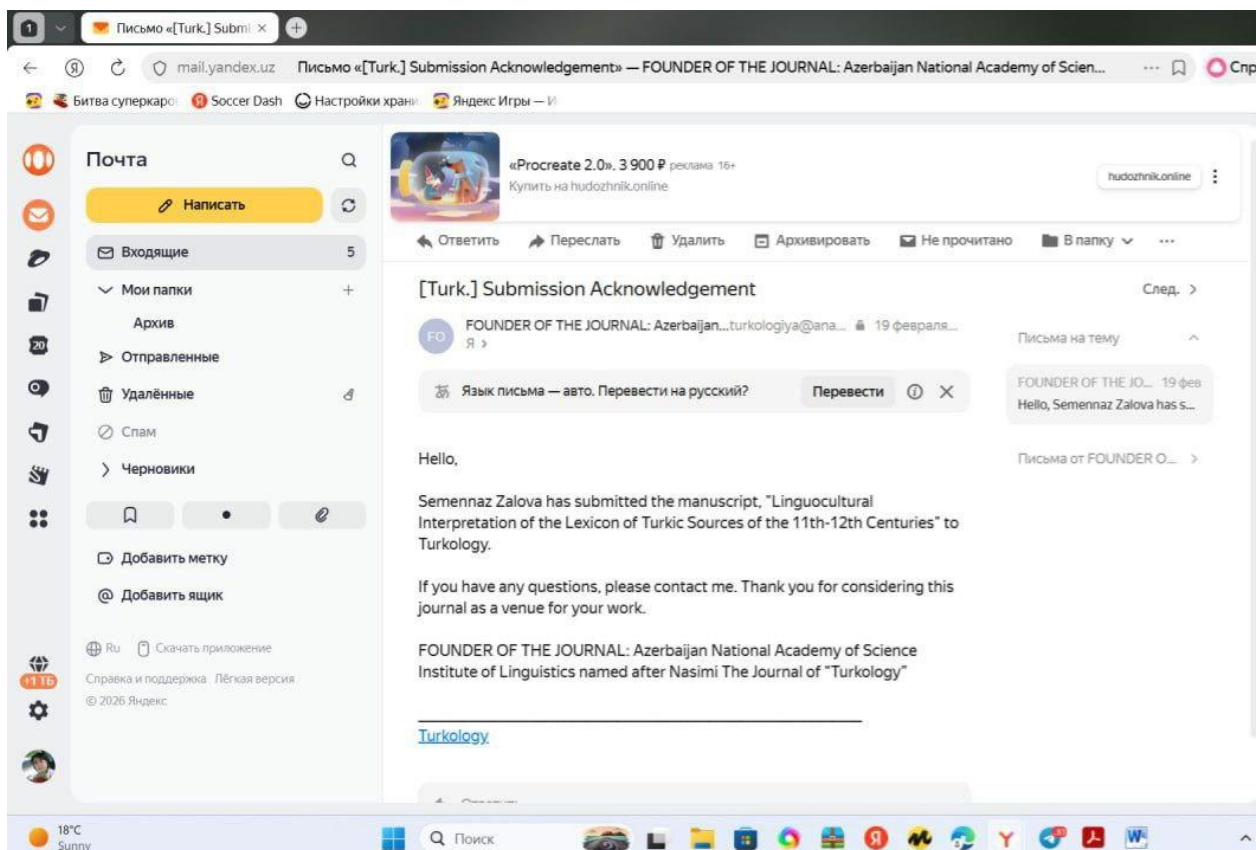 1
Письмо «[Turk.] Submi
mail.yandex.uz Письмо «[Turk.] Submission Acknowledgement» — FOUNDER OF THE JOURNAL: Azerbaijan National Academy of Scien...
Битва суперкаро Soccer Dash Настройки храни Яндекс Игры — И
Почта
Написать
Входящие 5
Мои папки +
Архив
Отправленные
Удалённые
Спам
Черновики
Добавить метку
Добавить ящик
Ru Скачать приложение
Справка и поддержка Лёгкая версия
© 2026 Яндекс
20
+1 ТБ
«Procreate 2.0». 3 900 ₽ реклама 16+
Купить на hudozhnik.online
hudozhnik.online
Ответить Переслать Удалить Архивировать Не прочитано В папку ...
[Turk.] Submission Acknowledgement
След. >
FO
FOUNDER OF THE JOURNAL: Azerbaijan...turkologiya@ana... 19 февраля...
Я >
Язык письма — авто. Перевести на русский? Перевести
Письма на тему
FOUNDER OF THE JO... 19 фев
Hello, Semennaz Zalova has s...
Письма от FOUNDER O... >
Hello,
Semennaz Zalova has submitted the manuscript, "Linguocultural
Interpretation of the Lexicon of Turkic Sources of the 11th-12th Centuries" to
Turkology.
If you have any questions, please contact me. Thank you for considering this
journal as a venue for your work.
FOUNDER OF THE JOURNAL: Azerbaijan National Academy of Science
Institute of Linguistics named after Nasimi The Journal of "Turkology"
Turkology
18°C
Sunny
Поиск